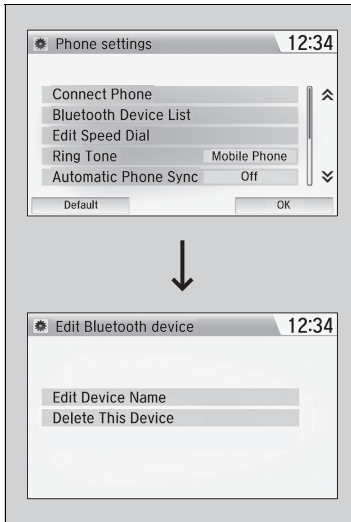 Phone settings 12:34
Connect Phone
Bluetooth Device List
Edit Speed Dial
Ring Tone Mobile Phone
Automatic Phone Sync Off
Default OK
Edit Bluetooth device 12:34
Edit Device Name
Delete This Device